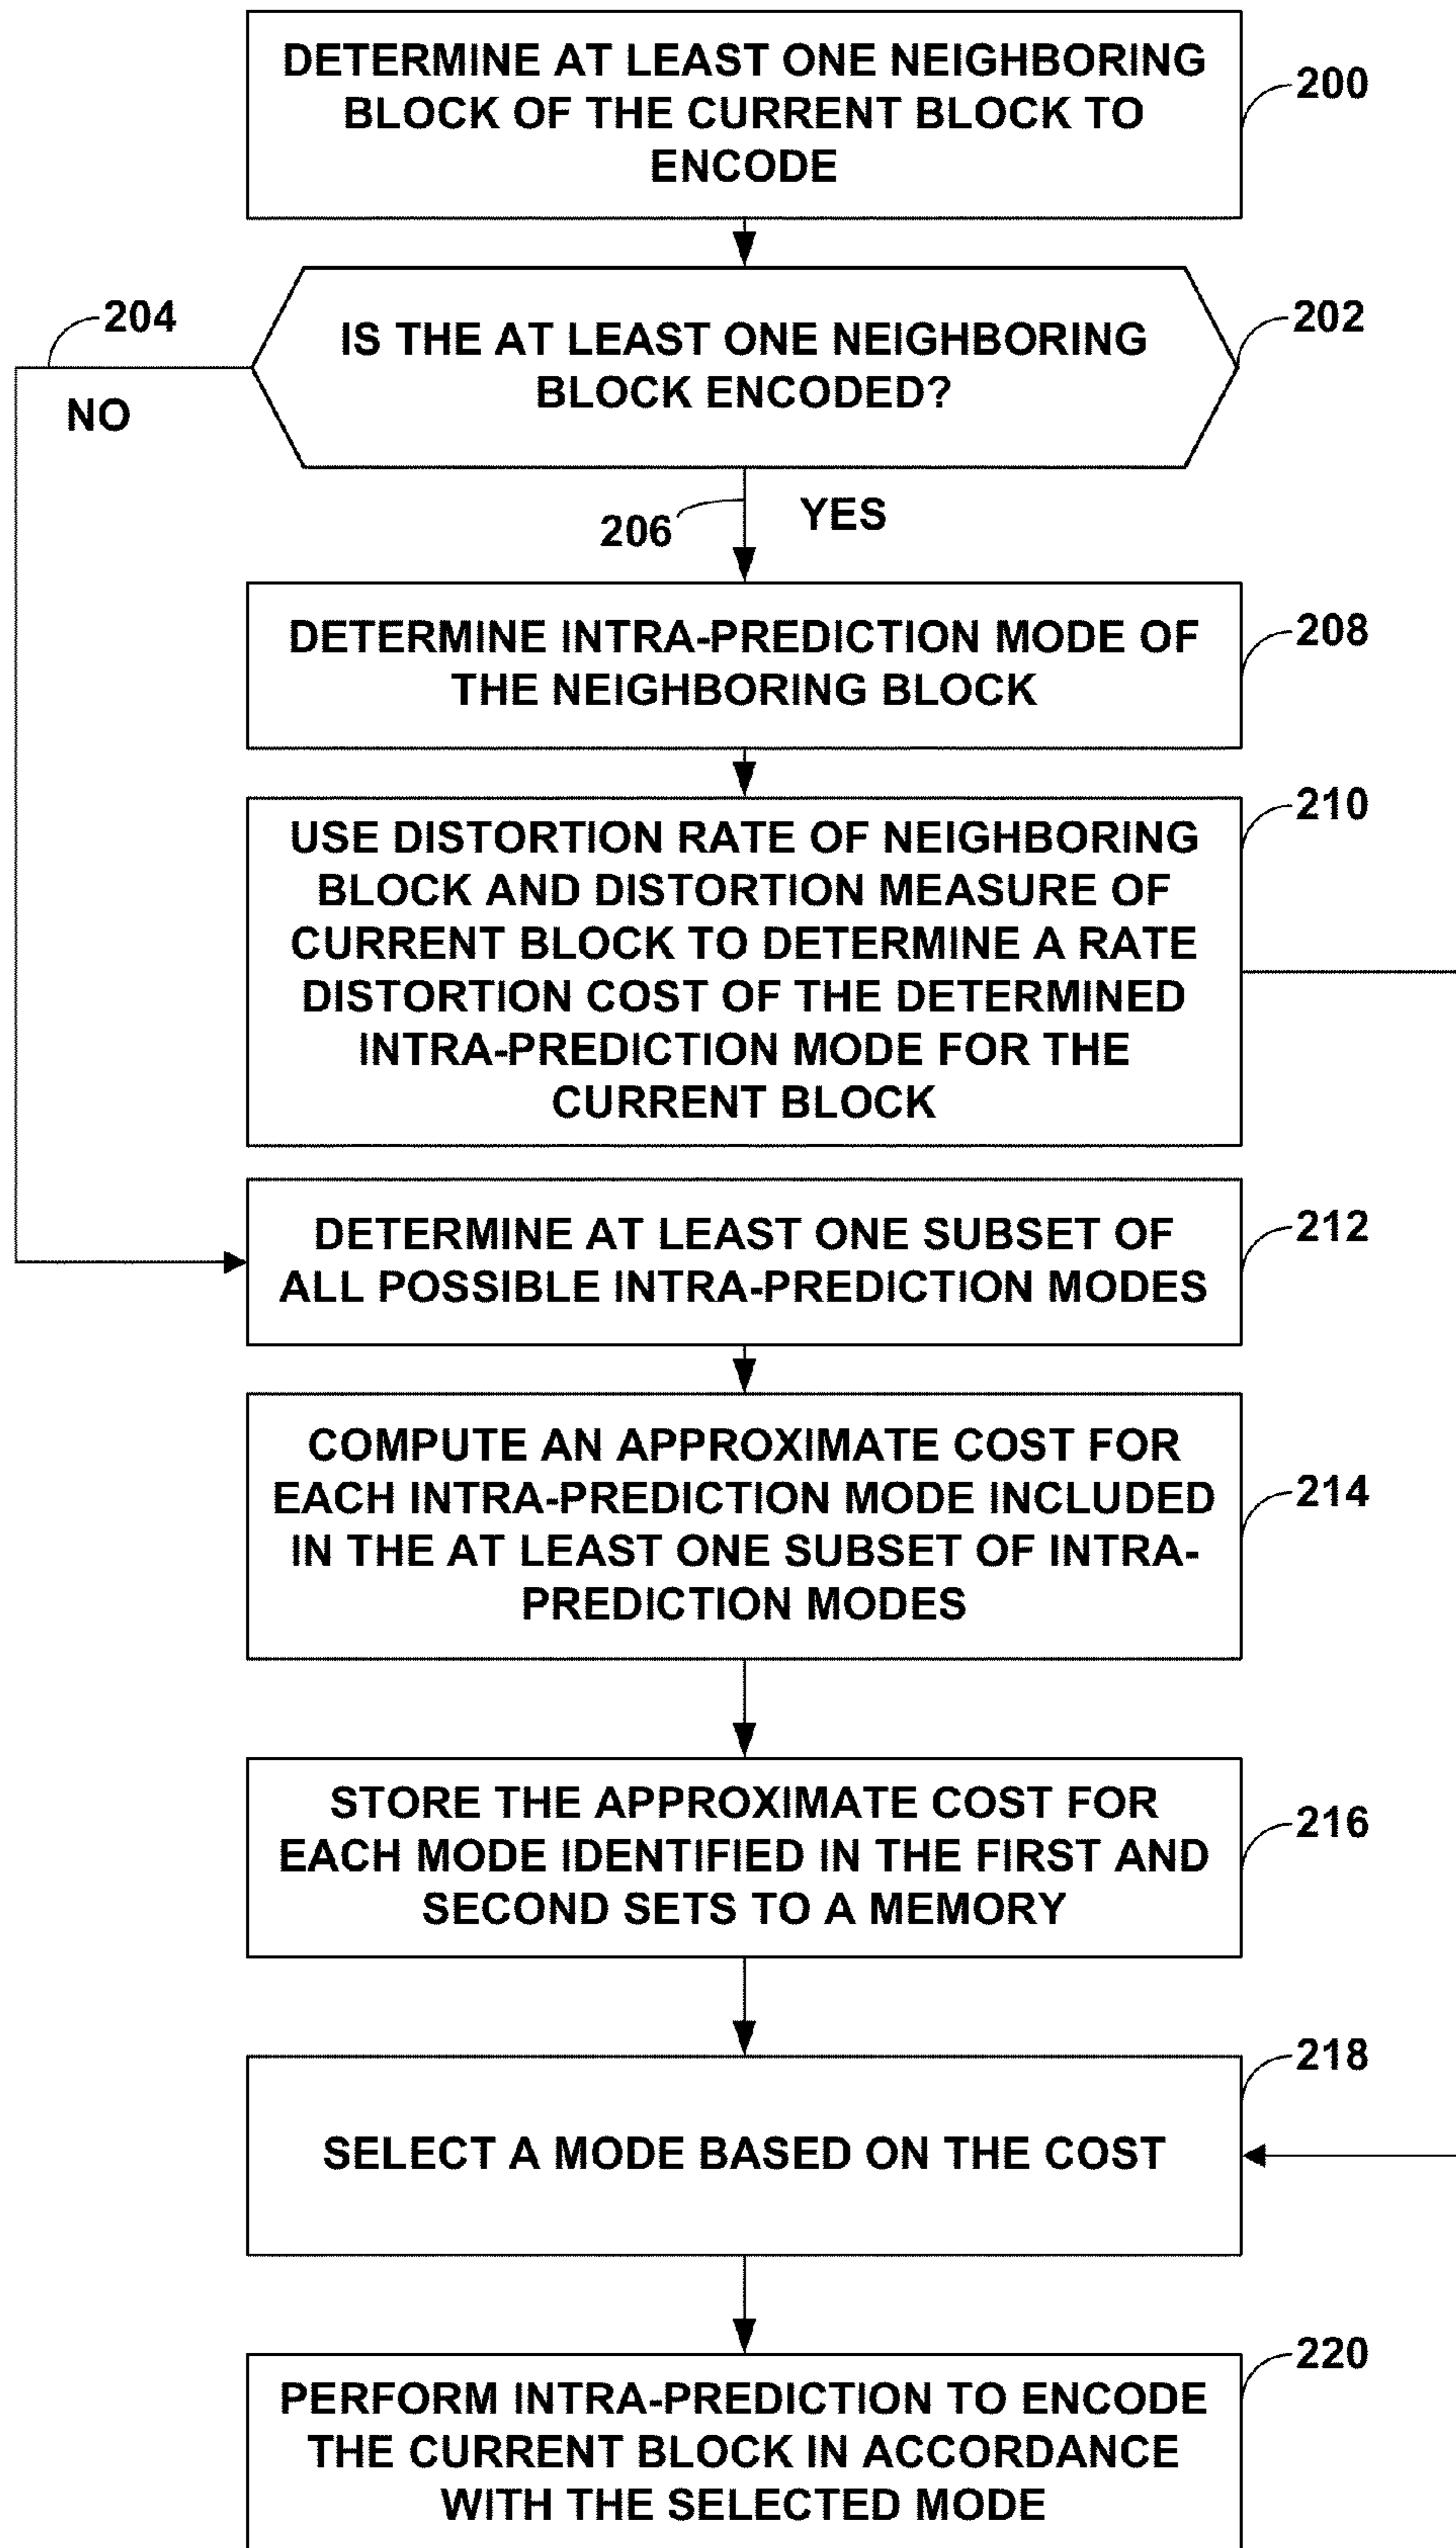 DETERMINE AT LEAST ONE NEIGHBORING
BLOCK OF THE CURRENT BLOCK TO
ENCODE
200
204
IS THE AT LEAST ONE NEIGHBORING
BLOCK ENCODED?
202
NO
206
YES
DETERMINE INTRA-PREDICTION MODE OF
THE NEIGHBORING BLOCK
208
USE DISTORTION RATE OF NEIGHBORING
BLOCK AND DISTORTION MEASURE OF
CURRENT BLOCK TO DETERMINE A RATE
DISTORTION COST OF THE DETERMINED
INTRA-PREDICTION MODE FOR THE
CURRENT BLOCK
210
DETERMINE AT LEAST ONE SUBSET OF
ALL POSSIBLE INTRA-PREDICTION MODES
212
COMPUTE AN APPROXIMATE COST FOR
EACH INTRA-PREDICTION MODE INCLUDED
IN THE AT LEAST ONE SUBSET OF INTRA-
PREDICTION MODES
214
STORE THE APPROXIMATE COST FOR
EACH MODE IDENTIFIED IN THE FIRST AND
SECOND SETS TO A MEMORY
216
SELECT A MODE BASED ON THE COST
218
PERFORM INTRA-PREDICTION TO ENCODE
THE CURRENT BLOCK IN ACCORDANCE
WITH THE SELECTED MODE
220